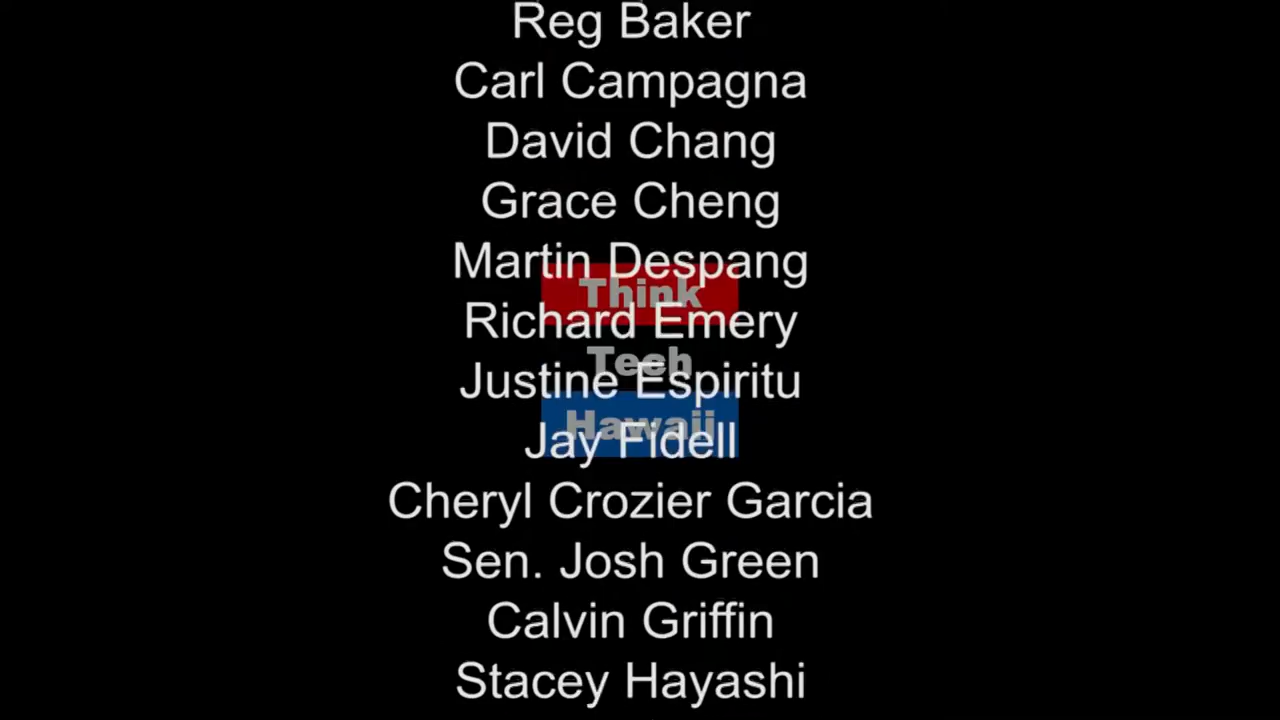 Reg Baker
Carl Campagna
David Chang
Grace Cheng
Martin Despang
Think
Richard Emery
Tech
Justine Espiritu
Hawaii
Jay Fidell
Cheryl Crozier Garcia
Sen. Josh Green
Calvin Griffin
Stacey Hayashi